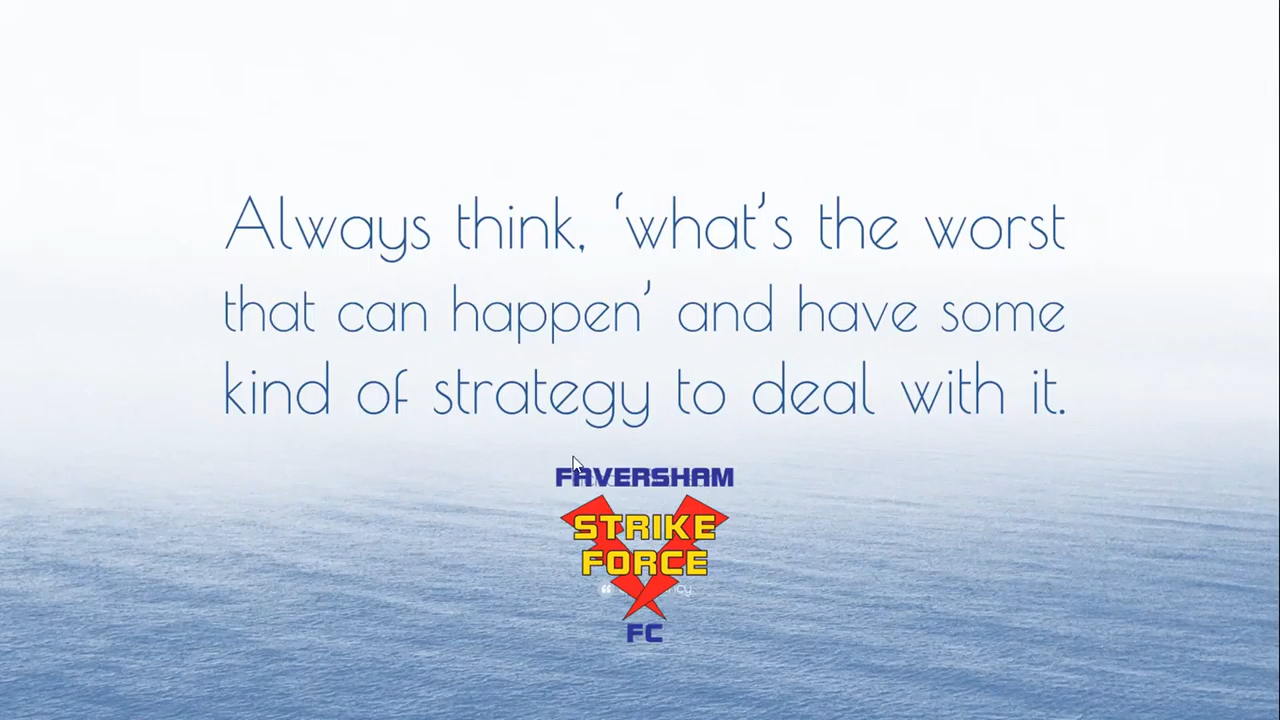 Always think, ‘what’s the worst
that can happen’ and have some
kind of strategy to deal with it.
FAVERSHAM
STRIKE
FORCE
FC